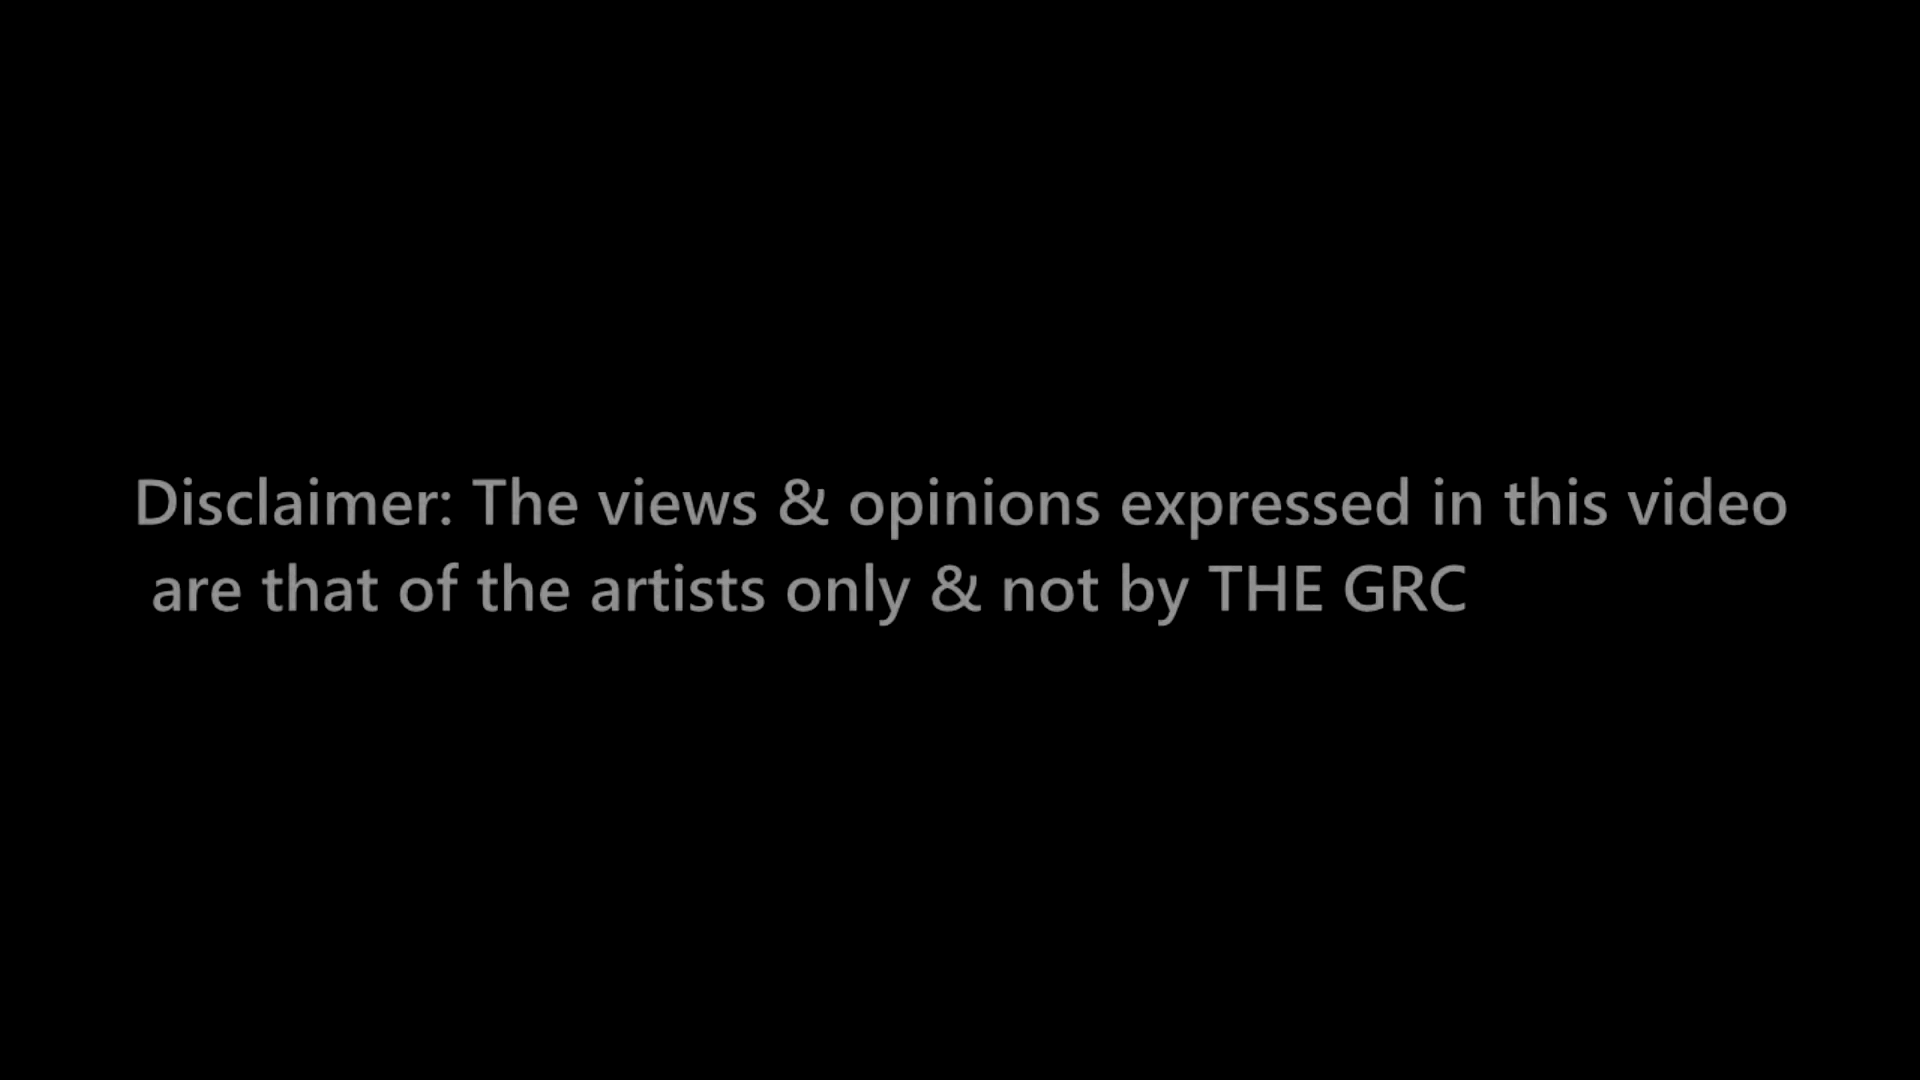 Disclaimer: The views & opinions expressed in this video
are that of the artists only & not by THE GRC